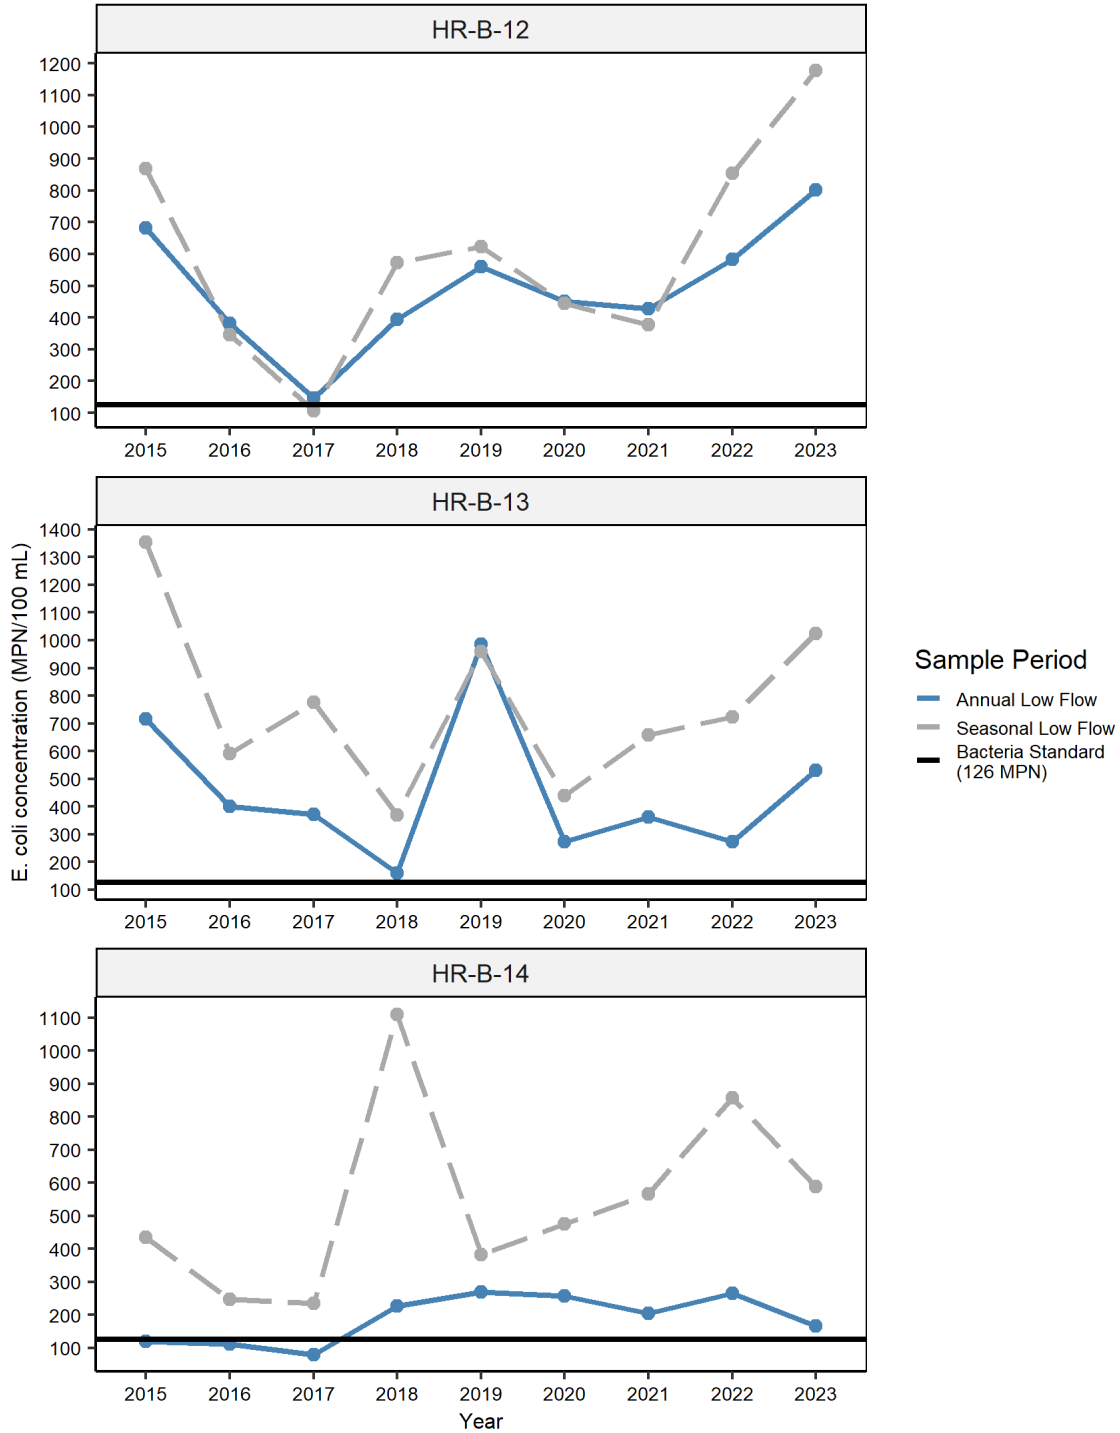 HR-B-12
1200
1100
1000
900
800
700
600
500
400
300
200
100
2015 2016 2017 2018 2019 2020 2021 2022 2023
HR-B-13
1400
1300
1200
1100
1000
900
800
700
600
500
400
300
200
100
2015 2016 2017 2018 2019 2020 2021 2022 2023
HR-B-14
1100
1000
900
800
700
600
500
400
300
200
100
2015 2016 2017 2018 2019 2020 2021 2022 2023
Year
E. coli concentration (MPN/100 mL)
Sample Period
Annual Low Flow
Seasonal Low Flow
Bacteria Standard
(126 MPN)